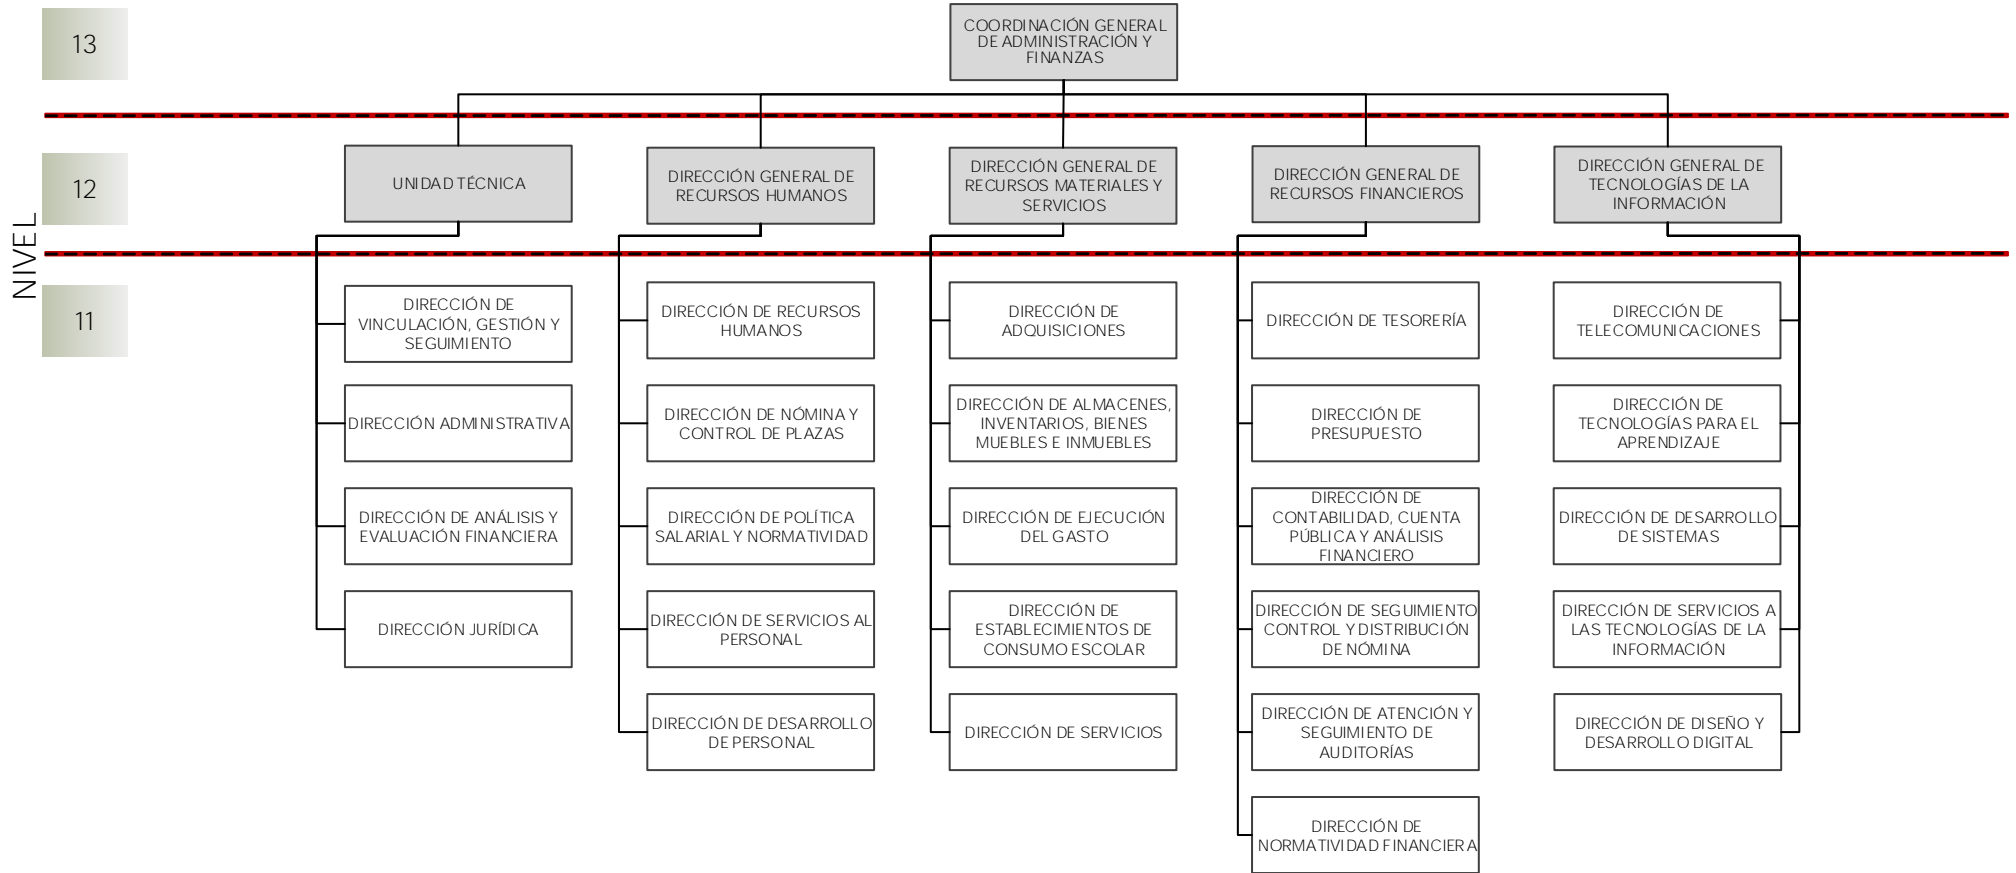 13
COORDINACIÓN GENERAL
DE ADMINISTRACIÓN Y
FINANZAS
NIVEL
12
UNIDAD TÉCNICA
DIRECCIÓN GENERAL DE
RECURSOS HUMANOS
DIRECCIÓN GENERAL DE
RECURSOS MATERIALES Y
SERVICIOS
DIRECCIÓN GENERAL DE
RECURSOS FINANCIEROS
DIRECCIÓN GENERAL DE
TECNOLOGÍAS DE LA
INFORMACIÓN
11
DIRECCIÓN DE
VINCULACIÓN, GESTIÓN Y
SEGUIMIENTO
DIRECCIÓN ADMINISTRATIVA
DIRECCIÓN DE ANÁLISIS Y
EVALUACIÓN FINANCIERA
DIRECCIÓN JURÍDICA
DIRECCIÓN DE RECURSOS
HUMANOS
DIRECCIÓN DE NÓMINA Y
CONTROL DE PLAZAS
DIRECCIÓN DE POLÍTICA
SALARIAL Y NORMATIVIDAD
DIRECCIÓN DE SERVICIOS AL
PERSONAL
DIRECCIÓN DE DESARROLLO
DE PERSONAL
DIRECCIÓN DE
ADQUISICIONES
DIRECCIÓN DE ALMACENES,
INVENTARIOS, BIENES
MUEBLES E INMUEBLES
DIRECCIÓN DE EJECUCIÓN
DEL GASTO
DIRECCIÓN DE
ESTABLECIMIENTOS DE
CONSUMO ESCOLAR
DIRECCIÓN DE SERVICIOS
DIRECCIÓN DE TESORERÍA
DIRECCIÓN DE
PRESUPUESTO
DIRECCIÓN DE
CONTABILIDAD, CUENTA
PÚBLICA Y ANÁLISIS
FINANCIERO
DIRECCIÓN DE SEGUIMIENTO
CONTROL Y DISTRIBUCIÓN
DE NÓMINA
DIRECCIÓN DE ATENCIÓN Y
SEGUIMIENTO DE
AUDITORÍAS
DIRECCIÓN DE
NORMATIVIDAD FINANCIERA
DIRECCIÓN DE
TELECOMUNICACIONES
DIRECCIÓN DE
TECNOLOGÍAS PARA EL
APRENDIZAJE
DIRECCIÓN DE DESARROLLO
DE SISTEMAS
DIRECCIÓN DE SERVICIOS A
LAS TECNOLOGÍAS DE LA
INFORMACIÓN
DIRECCIÓN DE DISEÑO Y
DESARROLLO DIGITAL